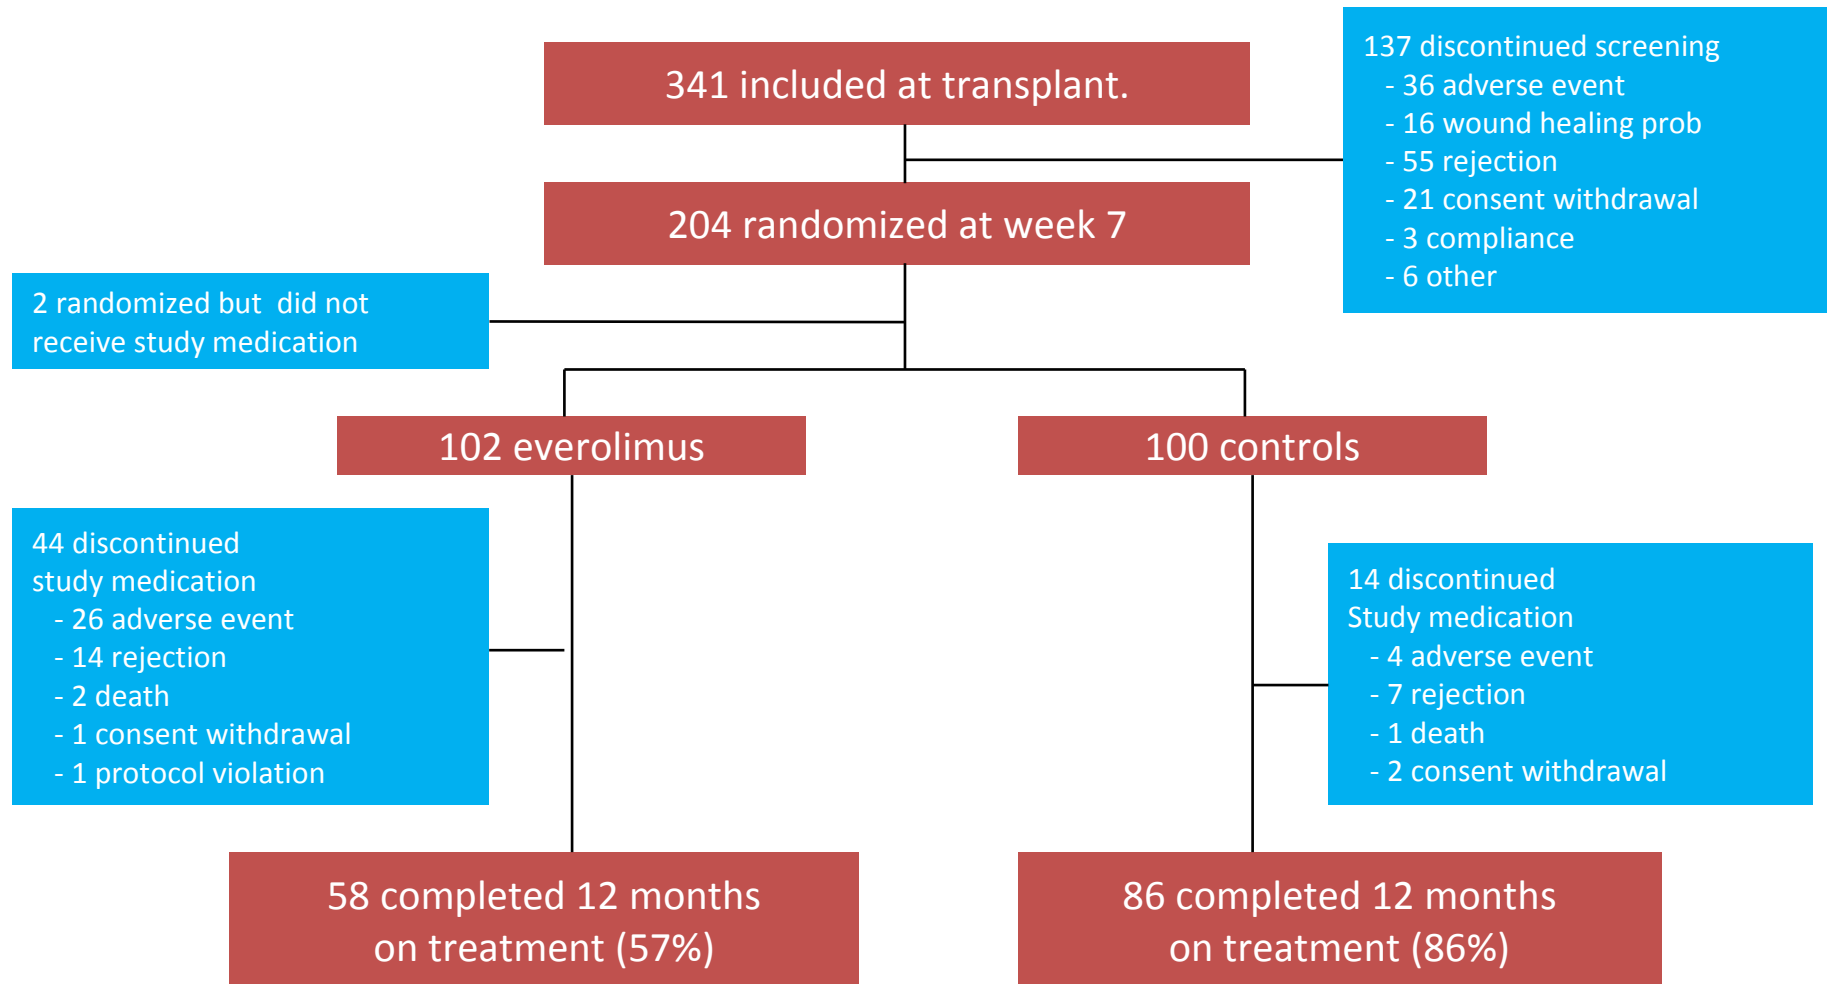 341 included at transplant.
137 discontinued screening
- 36 adverse event
- 16 wound healing prob
- 55 rejection
- 21 consent withdrawal
- 3 compliance
- 6 other
204 randomized at week 7
2 randomized but  did not
receive study medication
102 everolimus
100 controls
44 discontinued
study medication
- 26 adverse event
- 14 rejection
- 2 death
- 1 consent withdrawal
- 1 protocol violation
14 discontinued
Study medication
- 4 adverse event
- 7 rejection
- 1 death
- 2 consent withdrawal
58 completed 12 months
on treatment (57%)
86 completed 12 months
on treatment (86%)